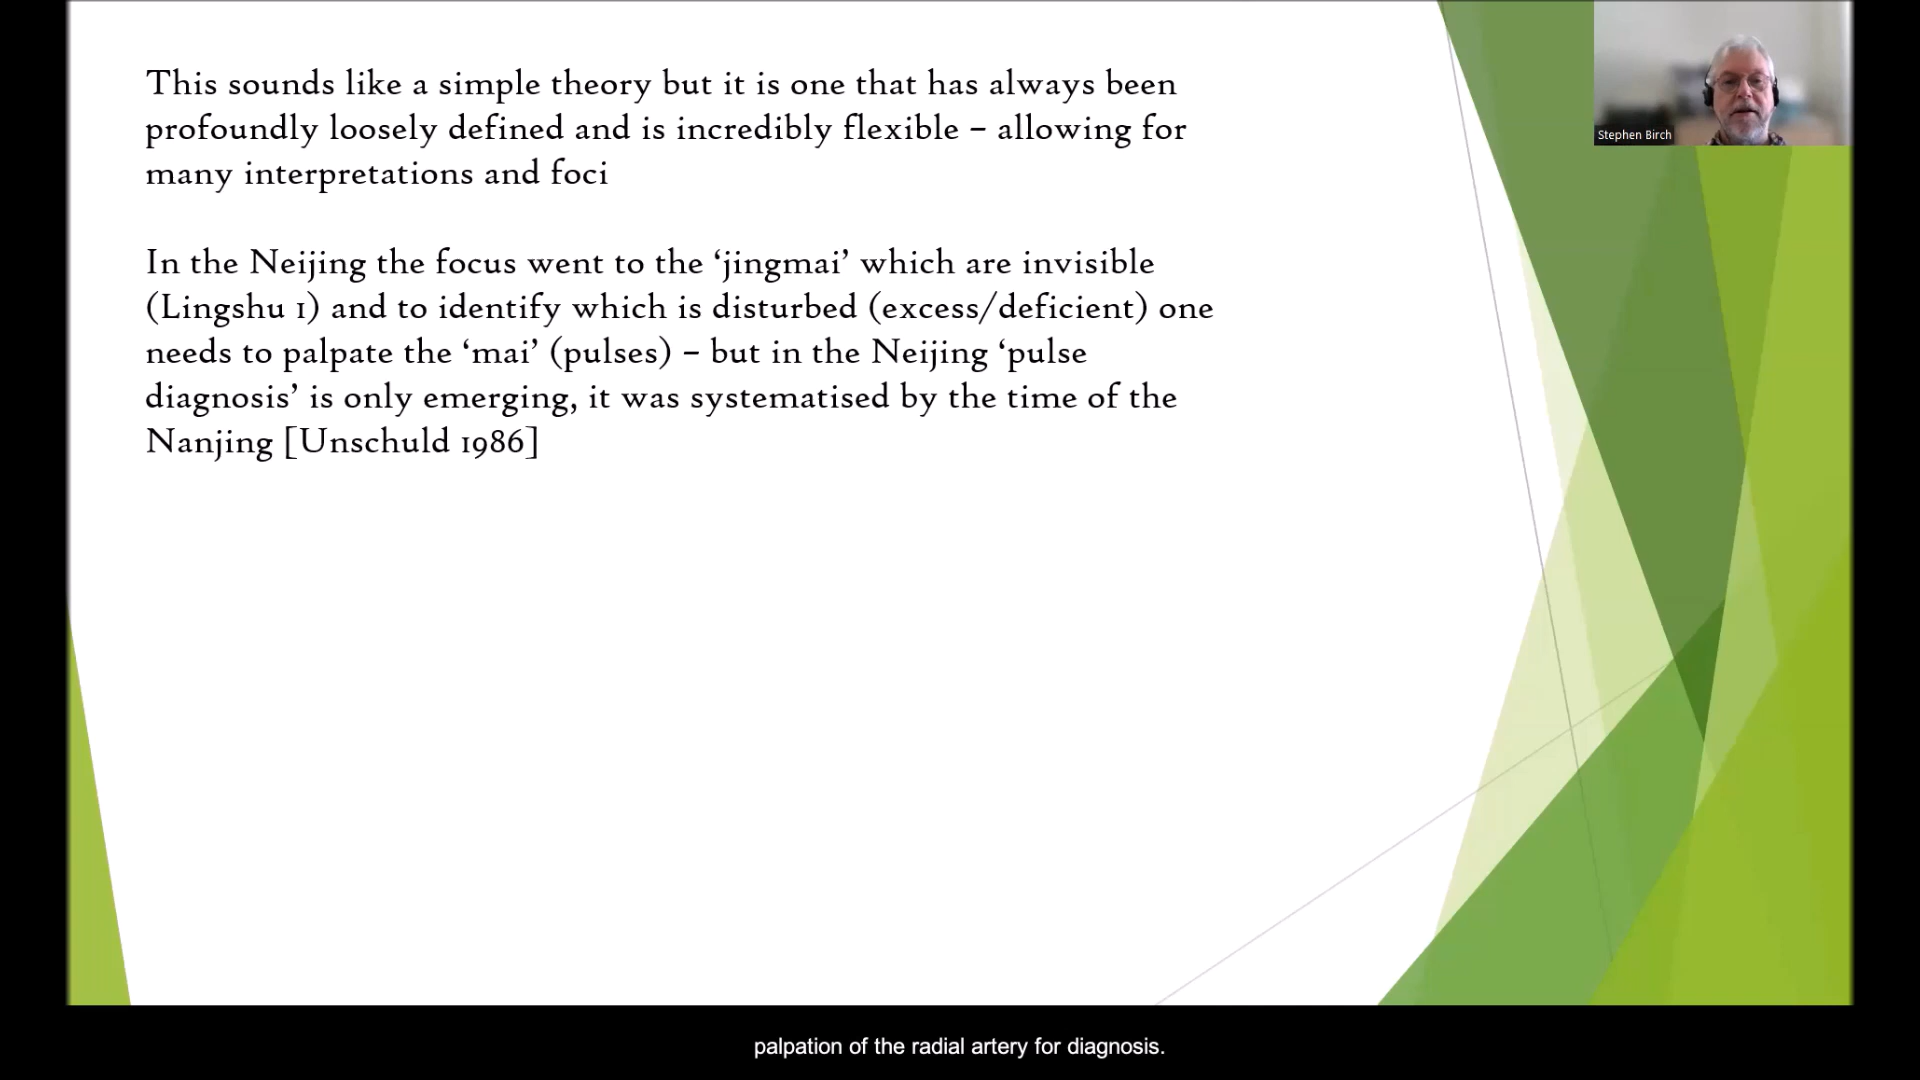 This sounds like a simple theory but it is one that has always been
profoundly loosely defined and is incredibly flexible – allowing for
many interpretations and foci
In the Neijing the focus went to the ‘jingmai’ which are invisible
(Lingshu 1) and to identify which is disturbed (excess/deficient) one
needs to palpate the ‘mai’ (pulses) – but in the Neijing ‘pulse
diagnosis’ is only emerging, it was systematised by the time of the
Nanjing [Unschuld 1986]
Stephen Birch
palpation of the radial artery for diagnosis.